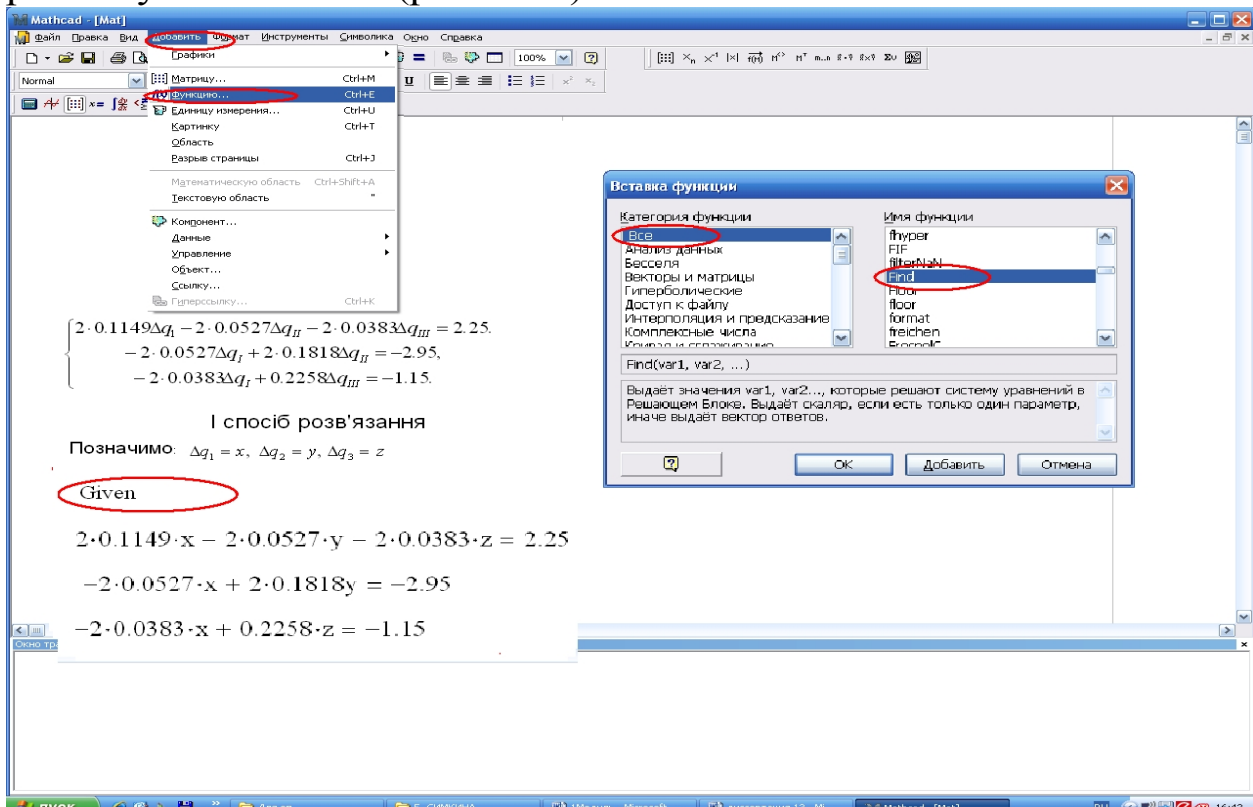 Mathcad - [Mat]
Файл Правка Вид Добавить Формат Инструменты Символика Окно Справка
100%
Normal
Графики
Матрицу... Ctrl+M
Функцию... Ctrl+E
Единицу измерения... Ctrl+U
Картинку Ctrl+T
Область
Разрыв страницы Ctrl+J
Математическую область Ctrl+Shift+A
Текстовую область "
Компонент...
Данные
Управление
Объект...
Ссылку...
Гиперссылку... Ctrl+K
Вставка функции
Категория функции
Все
Анализ данных
Бесселя
Векторы и матрицы
Гиперболические
Доступ к файлу
Интерполяция и предсказание
Комплексные числа
Имя функции
fhyper
FIF
filterNaN
Find
Floor
floor
format
freichen
Find(var1, var2, ...)
Выдаёт значения var1, var2..., которые решают систему уравнений в
Решающем Блоке. Выдаёт скаляр, если есть только один параметр,
иначе выдаёт вектор ответов.
OK Добавить Отмена
2·0.1149Δq_I − 2·0.0527Δq_II − 2·0.0383Δq_III = 2.25.
−2·0.0527Δq_I + 2·0.1818Δq_II = −2.95,
−2·0.0383Δq_I + 0.2258Δq_III = −1.15.
І спосіб розв'язання
Позначимо: Δq₁ = x, Δq₂ = y, Δq₃ = z
Given
2·0.1149·x − 2·0.0527·y − 2·0.0383·z = 2.25
−2·0.0527·x + 2·0.1818y = −2.95
−2·0.0383·x + 0.2258·z = −1.15